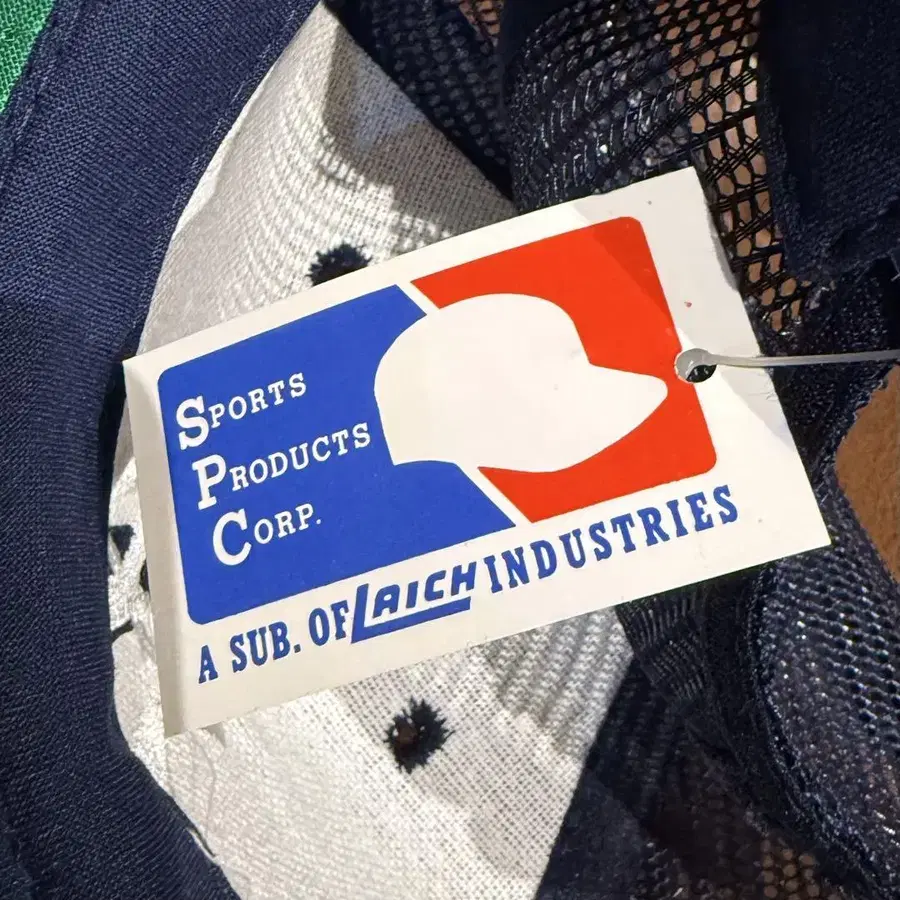 SPORTS
PRODUCTS
CORP.
A SUB. OF LAICH INDUSTRIES